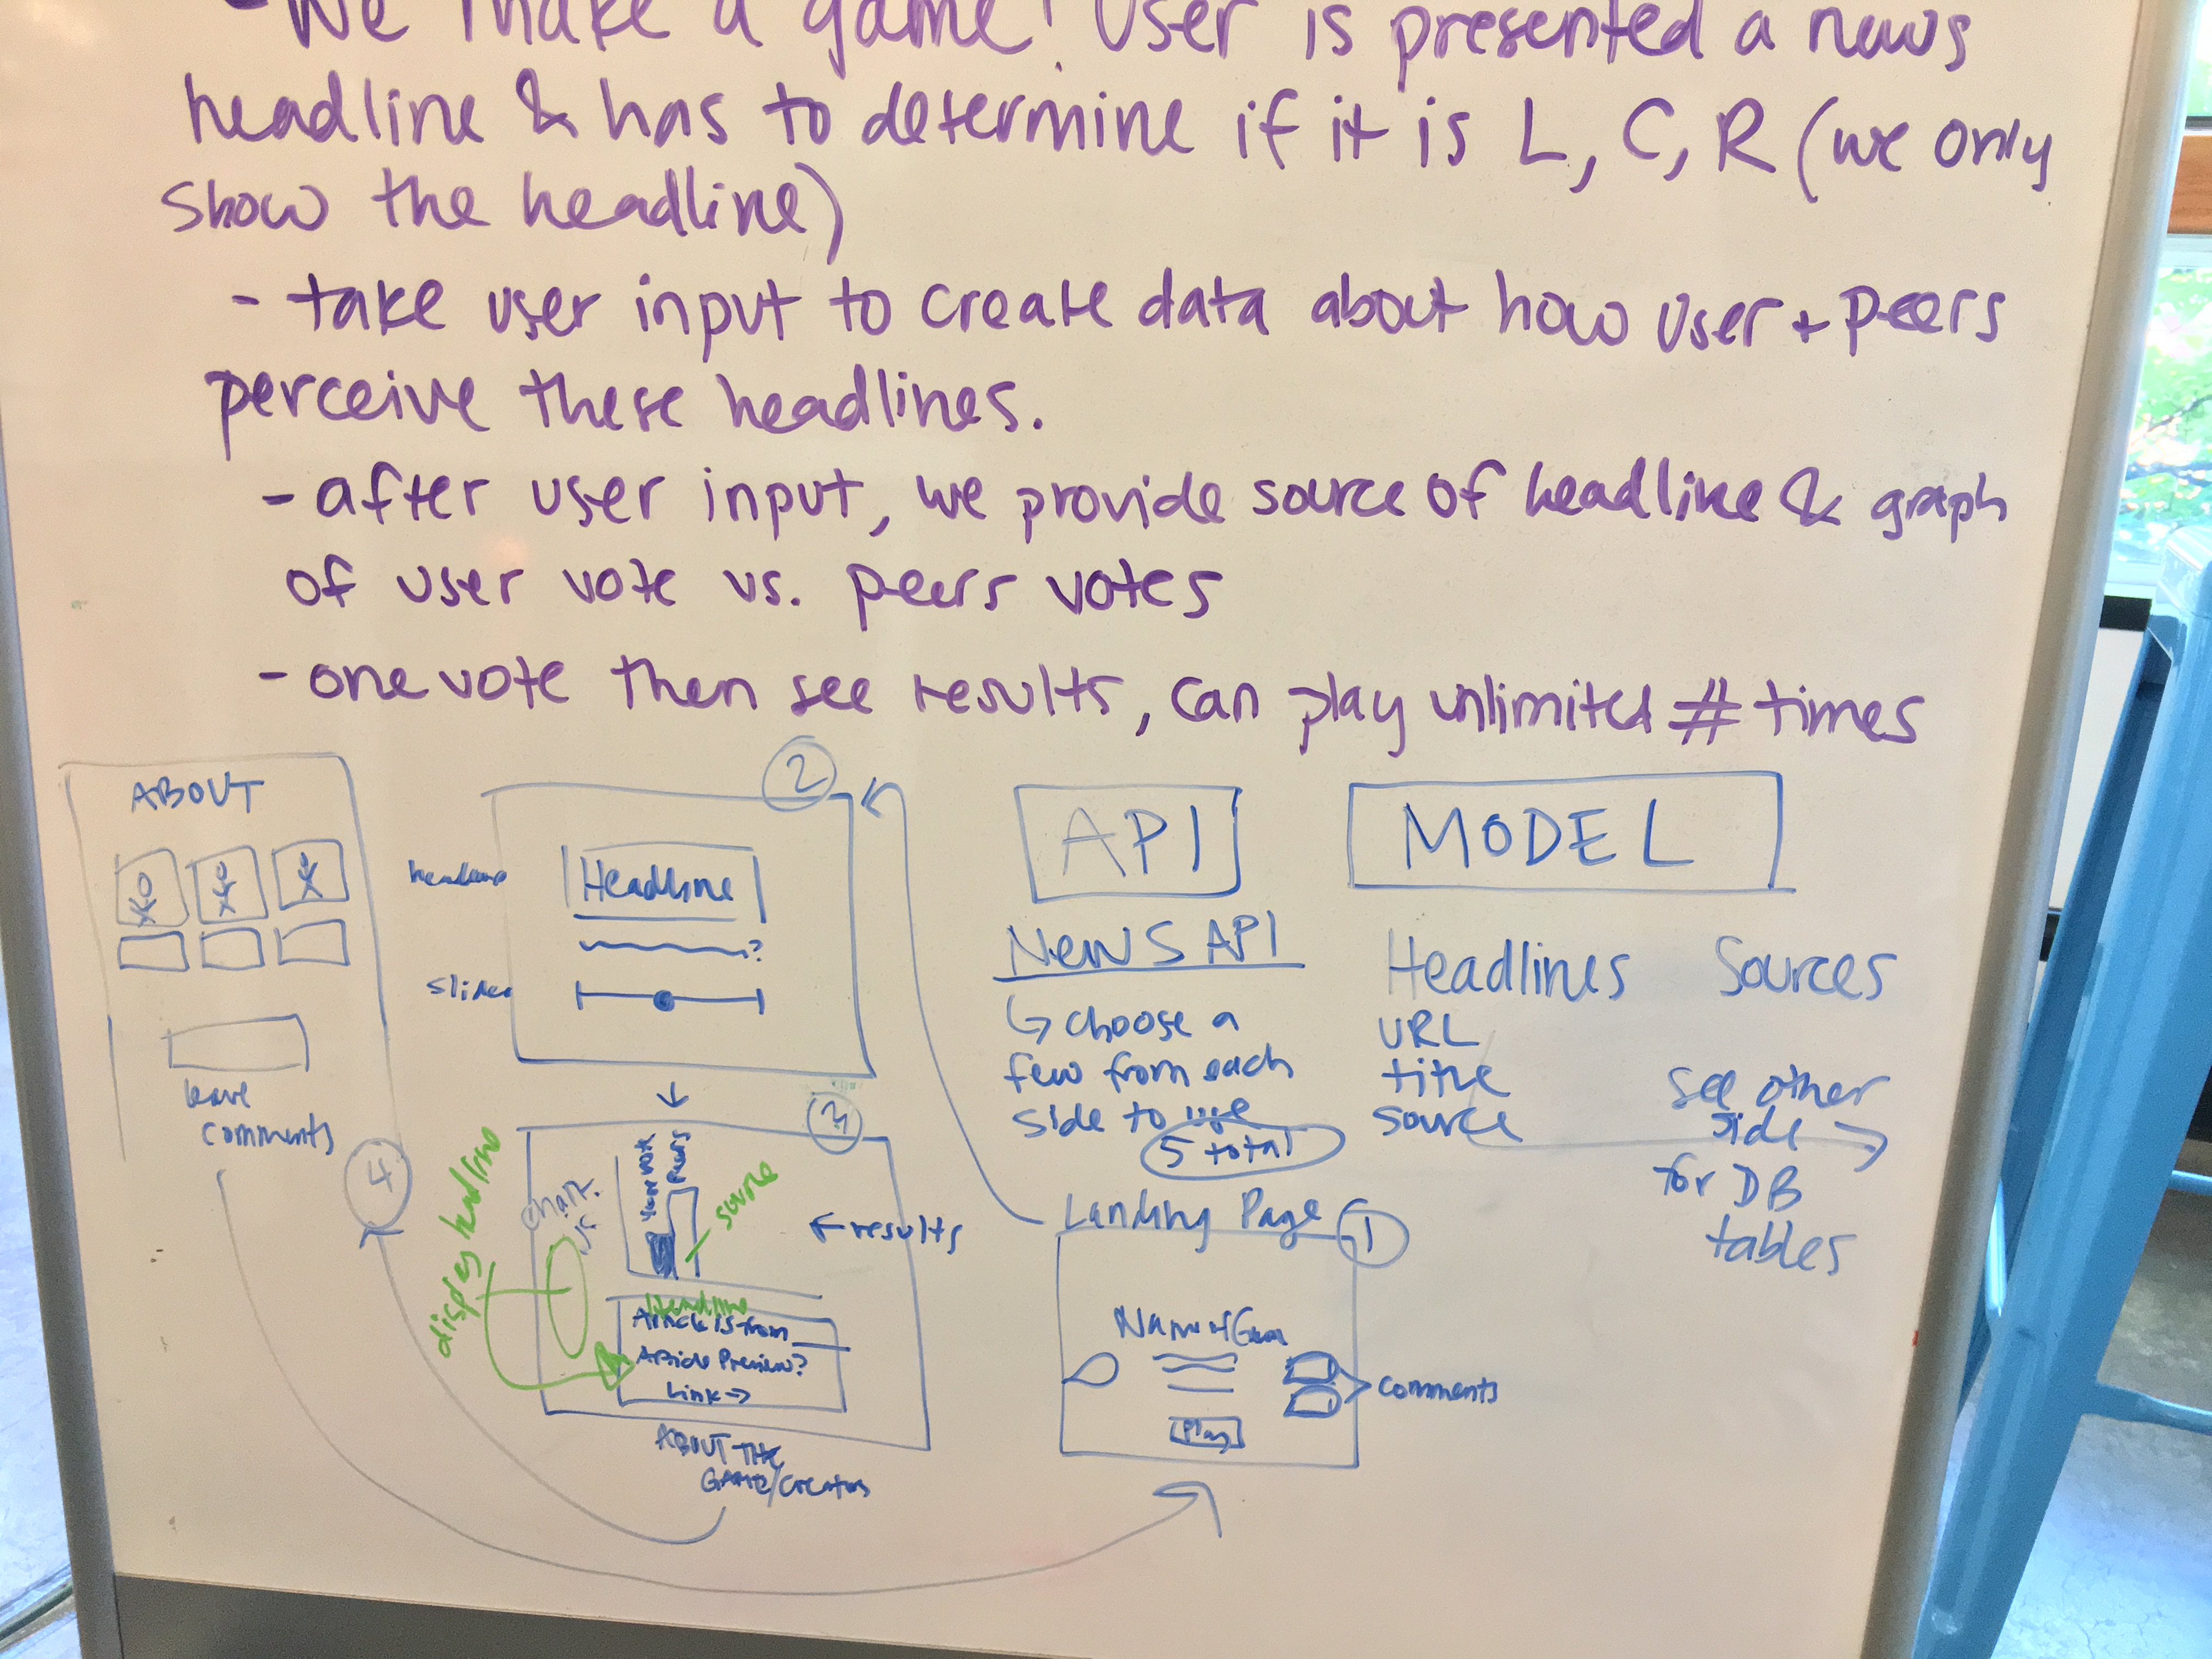 - We make a game! User is presented a news
headline & has to determine if it is L, C, R (we only
show the headline)
- take user input to create data about how user + peers
perceive these headlines.
- after user input, we provide source of headline & graph
of user vote vs. peers votes
- one vote then see results, can play unlimited # times
ABOUT
leave
comments
4
2
headline
Headline
?
slider
3
your vote
peers
source
chart.
js
display headline
← results
Headline
Article is from
Article Preview?
Link →
ABOUT THE
GAME/creators
API
NEWS API
↳ choose a
few from each
side to use
5 total
MODEL
Headlines
URL
title
source
Sources
see other
side
for DB
tables
Landing Page
1
Name of Game
Play
comments